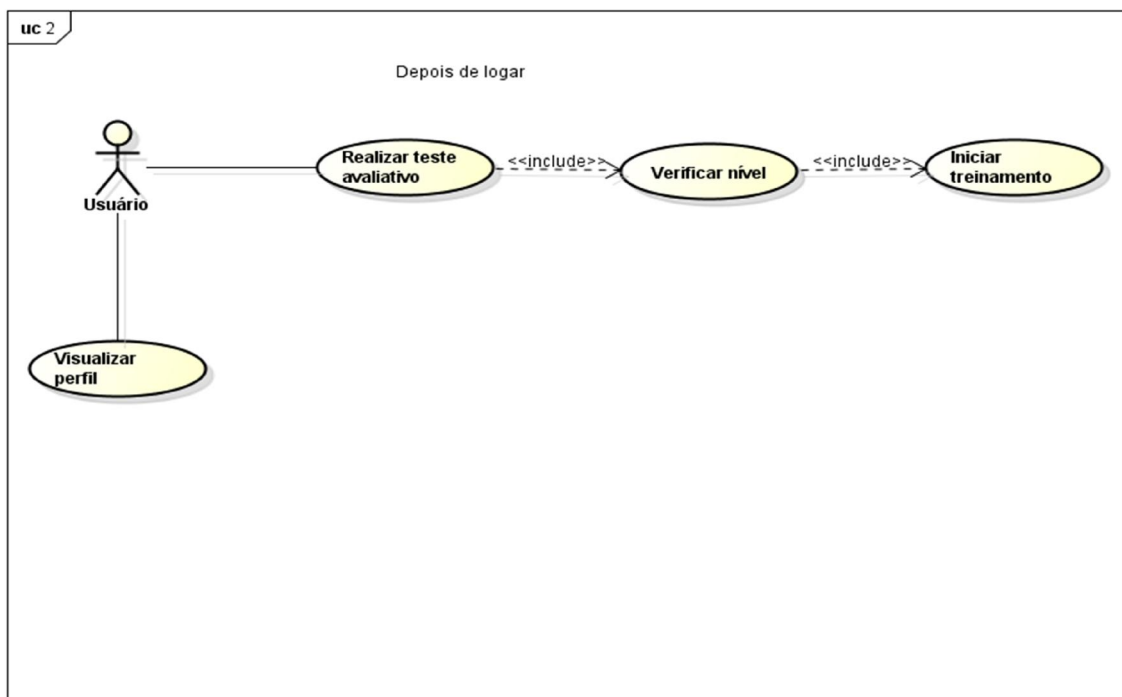 uc 2
Depois de logar
Realizar teste
avaliativo
<<include>>
Verificar nível
<<include>>
Iniciar
treinamento
Usuário
Visualizar
perfil